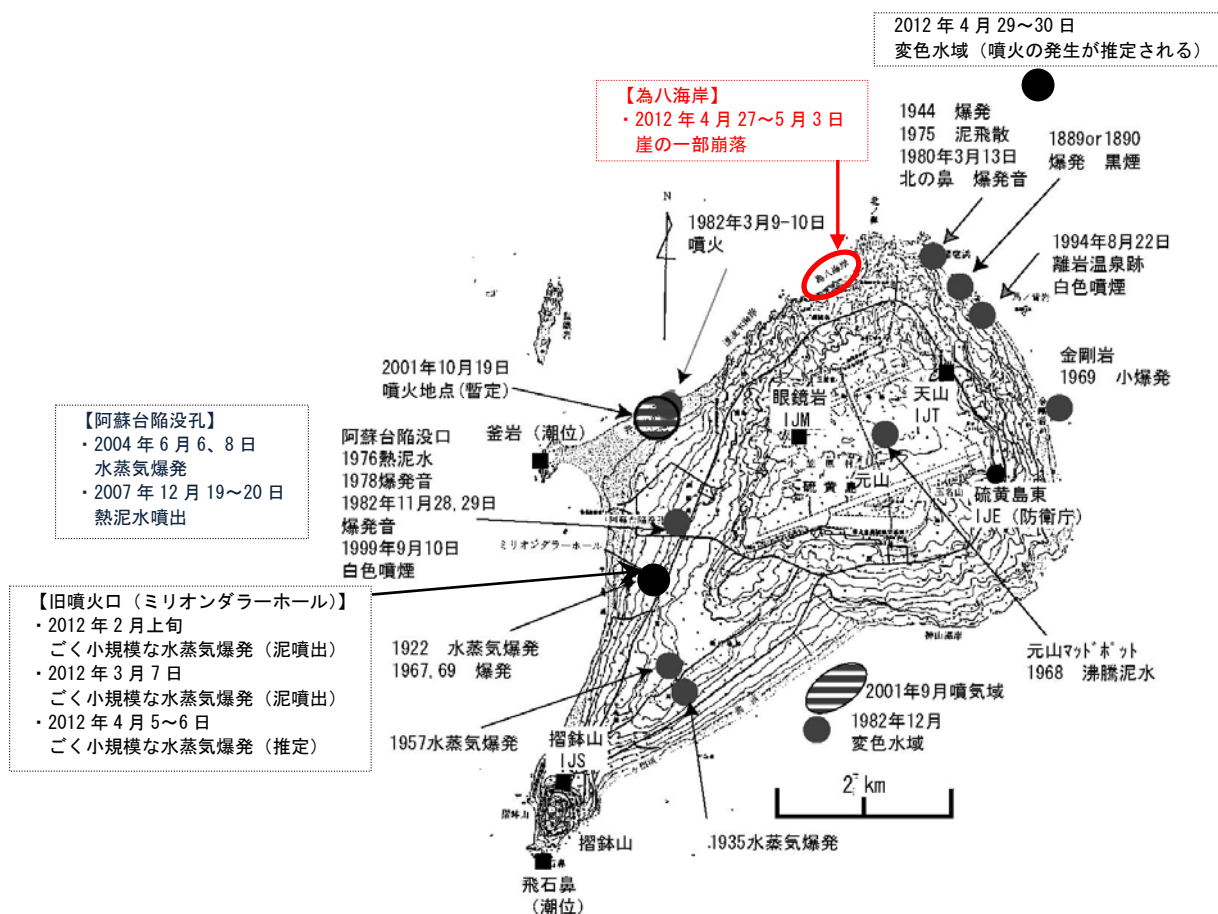 2012 年 4 月 29～30 日
変色水域（噴火の発生が推定される）
【為八海岸】
・2012 年 4 月 27～5 月 3 日
崖の一部崩落
1944 爆発
1975 泥飛散
1980年3月13日
北の鼻 爆発音
1889or1890
爆発 黒煙
N
1982年3月9-10日
噴火
北ノ鼻
為八海岸
1994年8月22日
離岩温泉跡
白色噴煙
金剛岩
1969 小爆発
2001年10月19日
噴火地点(暫定)
天山
IJT
眼鏡岩
IJM
【阿蘇台陥没孔】
・2004 年 6 月 6、8 日
水蒸気爆発
・2007 年 12 月 19～20 日
熱泥水噴出
釜岩（潮位）
阿蘇台陥没口
1976熱泥水
1978爆発音
1982年11月28,29日
爆発音
1999年9月10日
白色噴煙
元山
硫黄島
玉名山
硫黄島東
IJE（防衛庁）
阿蘇台陥没孔
ミリオンダラーホール
【旧噴火口（ミリオンダラーホール）】
・2012 年 2 月上旬
ごく小規模な水蒸気爆発（泥噴出）
・2012 年 3 月 7 日
ごく小規模な水蒸気爆発（泥噴出）
・2012 年 4 月 5～6 日
ごく小規模な水蒸気爆発（推定）
1922 水蒸気爆発
1967,69 爆発
元山マッドポット
1968 沸騰泥水
2001年9月噴気域
1982年12月
変色水域
1957水蒸気爆発
摺鉢山
IJS
2 km
1935水蒸気爆発
摺鉢山
飛石鼻
（潮位）